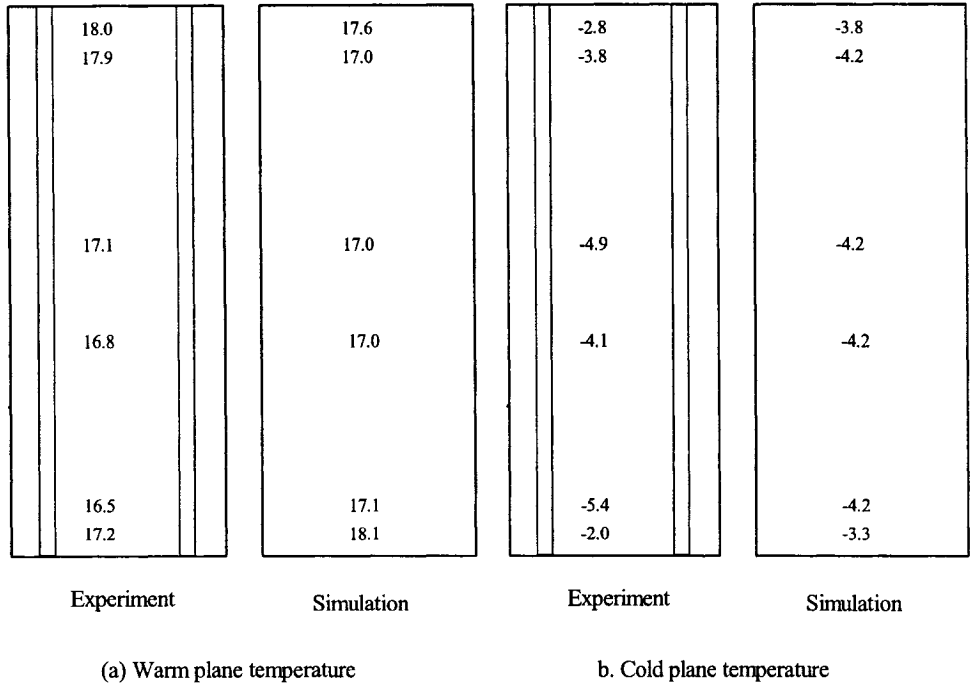 18.0 17.6 -2.8 -3.8
17.9 17.0 -3.8 -4.2
17.1 17.0 -4.9 -4.2
16.8 17.0 -4.1 -4.2
16.5 17.1 -5.4 -4.2
17.2 18.1 -2.0 -3.3
Experiment Simulation Experiment Simulation
(a) Warm plane temperature b. Cold plane temperature